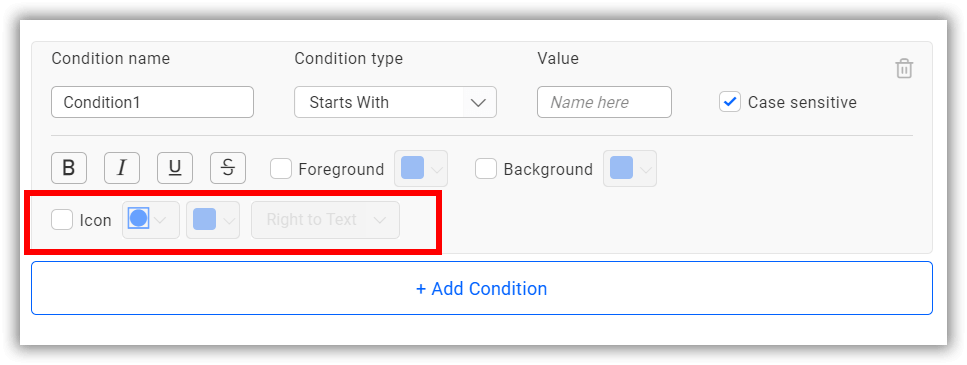 Condition name Condition type Value
Condition1 Starts With Name here Case sensitive
B I U S Foreground Background
Icon Right to Text
+ Add Condition